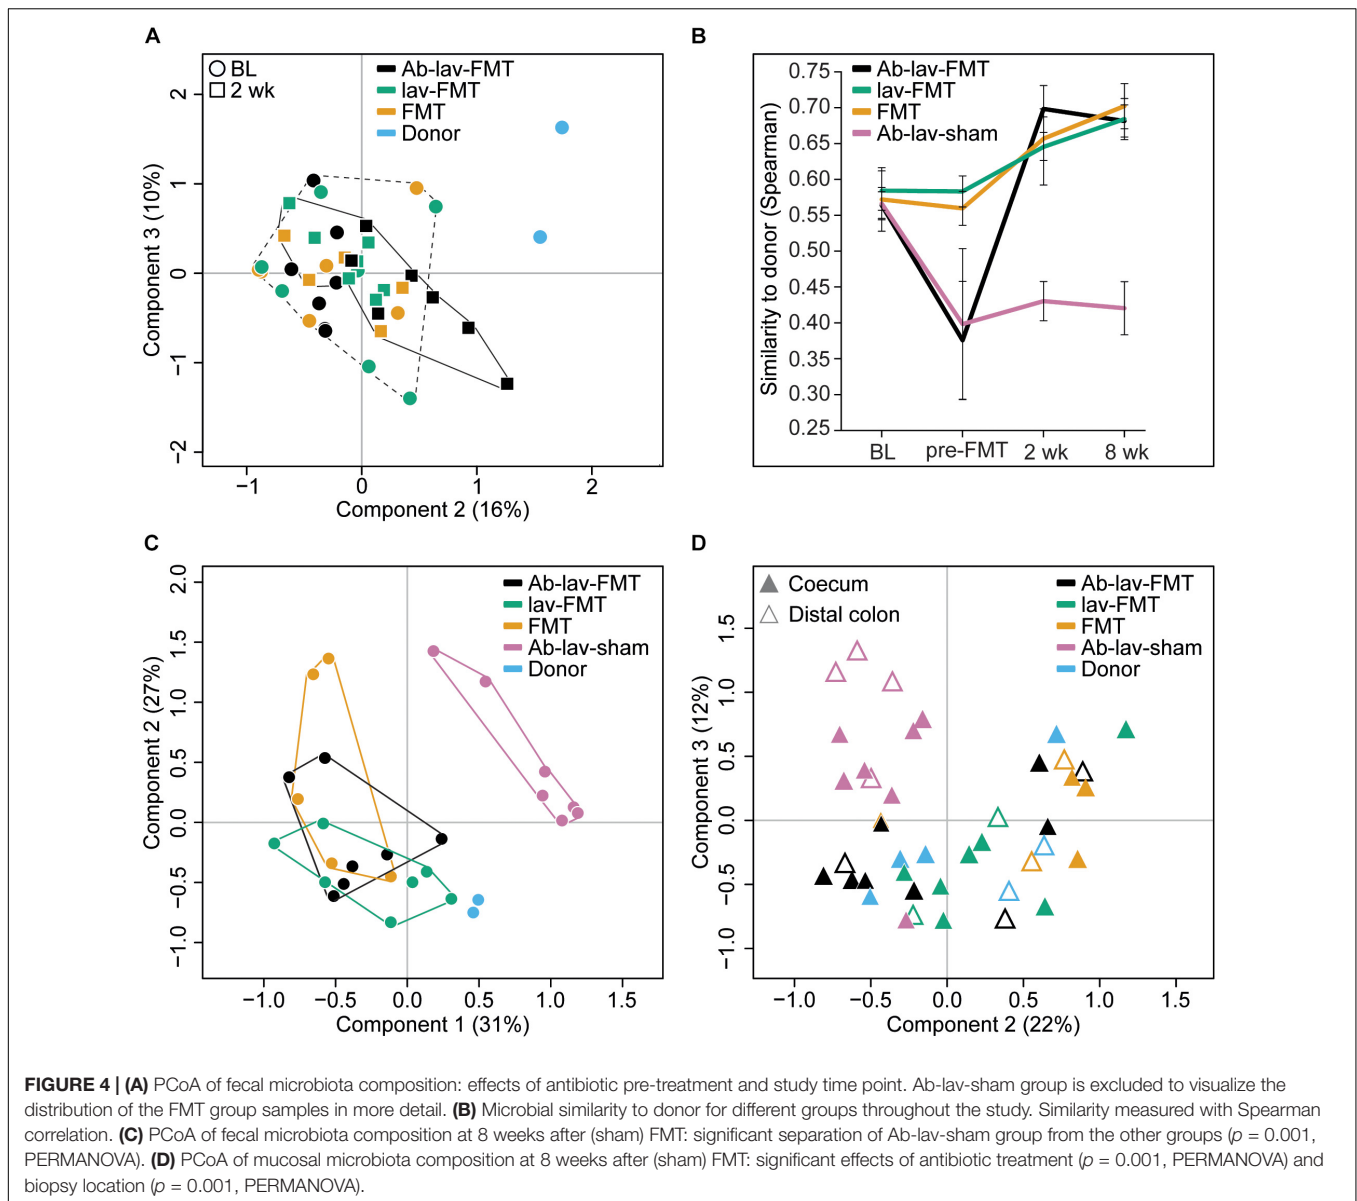 A
BL
2 wk
Ab-lav-FMT
lav-FMT
FMT
Donor
Component 3 (10%)
2
1
0
−1
−2
−1 0 1 2
Component 2 (16%)
B
Ab-lav-FMT
lav-FMT
FMT
Ab-lav-sham
Similarity to donor (Spearman)
0.75
0.70
0.65
0.60
0.55
0.50
0.45
0.40
0.35
0.30
0.25
BL pre-FMT 2 wk 8 wk
C
Ab-lav-FMT
lav-FMT
FMT
Ab-lav-sham
Donor
Component 2 (27%)
2.0
1.5
1.0
0.5
0.0
−0.5
−1.0
−1.0 −0.5 0.0 0.5 1.0 1.5
Component 1 (31%)
D
Coecum
Distal colon
Ab-lav-FMT
lav-FMT
FMT
Ab-lav-sham
Donor
Component 3 (12%)
1.5
1.0
0.5
0.0
−0.5
−1.0
−1.0 −0.5 0.0 0.5 1.0 1.5
Component 2 (22%)
FIGURE 4 | (A) PCoA of fecal microbiota composition: effects of antibiotic pre-treatment and study time point. Ab-lav-sham group is excluded to visualize the
distribution of the FMT group samples in more detail. (B) Microbial similarity to donor for different groups throughout the study. Similarity measured with Spearman
correlation. (C) PCoA of fecal microbiota composition at 8 weeks after (sham) FMT: significant separation of Ab-lav-sham group from the other groups (p = 0.001,
PERMANOVA). (D) PCoA of mucosal microbiota composition at 8 weeks after (sham) FMT: significant effects of antibiotic treatment (p = 0.001, PERMANOVA) and
biopsy location (p = 0.001, PERMANOVA).